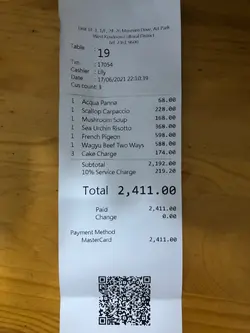 Table : 19
Txn : 17054
Cashier : Lily
Date : 17/06/2021 22:10:39
Cus count: 3
1 Acqua Panna 58.00
1 Scallop Carpaccio 228.00
1 Mushroom Soup 168.00
1 Sea Urchin Risotto 368.00
1 French Pigeon 598.00
1 Wagyu Beef Two Ways 588.00
3 Cake Charge 174.00
Subtotal 2,192.00
10% Service Charge 219.20
Total 2,411.00
Paid 2,411.00
Change 0.00
Payment Method
MasterCard 2,411.00